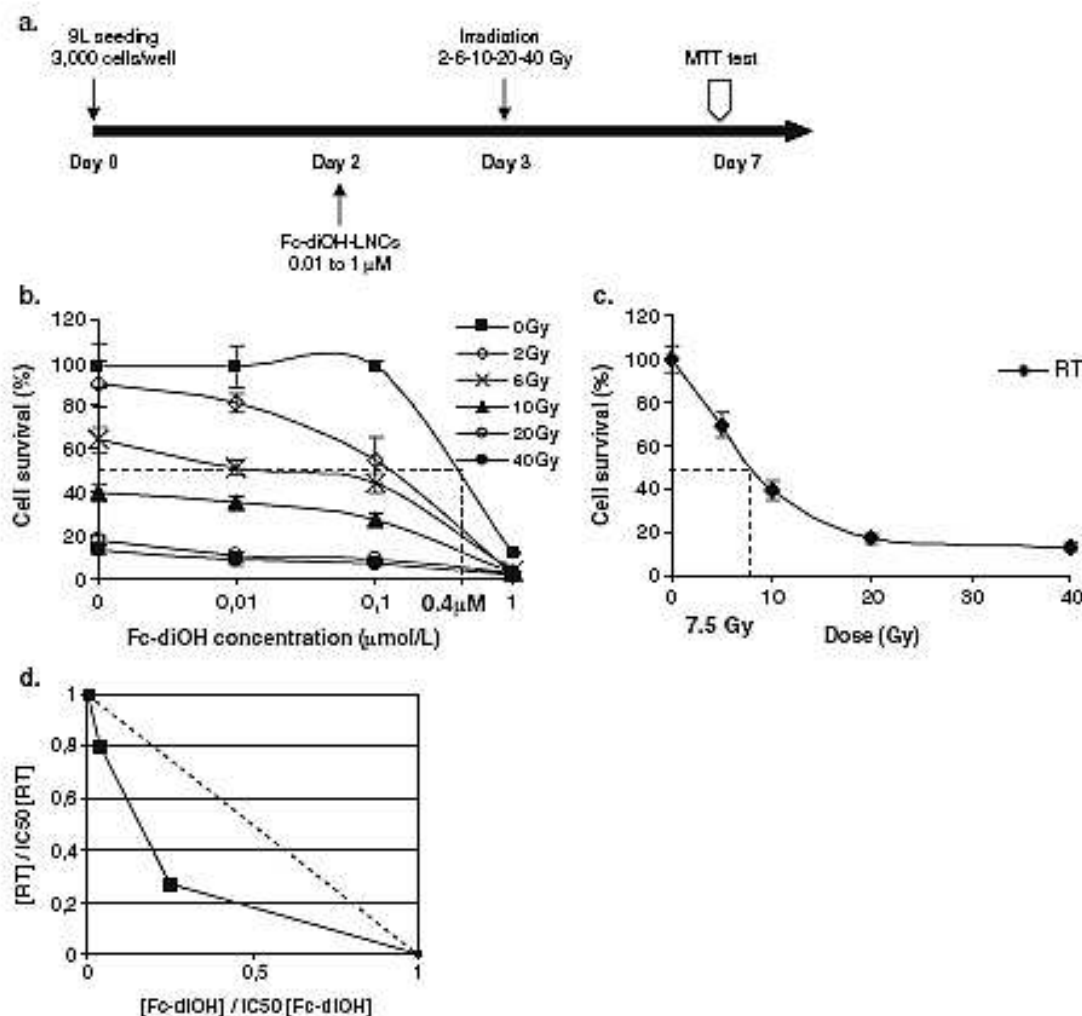 a.
9L seeding
3,000 cells/well
Irradiation
2-6-10-20-40 Gy
MTT test
Day 0
Day 2
Day 3
Day 7
Fc-diOH-LNCs
0.01 to 1 µM
b.
120
100
80
60
40
20
0
Cell survival (%)
0
0,01
0,1
0.4µM
1
Fc-diOH concentration (µmol/L)
0Gy
2Gy
6Gy
10Gy
20Gy
40Gy
c.
120
100
80
60
40
20
0
Cell survival (%)
RT
0
10
20
30
40
7.5 Gy
Dose (Gy)
d.
1
0,8
0,6
0,4
0,2
0
[RT] / IC50 [RT]
0
0,5
1
[Fc-diOH] / IC50 [Fc-diOH]